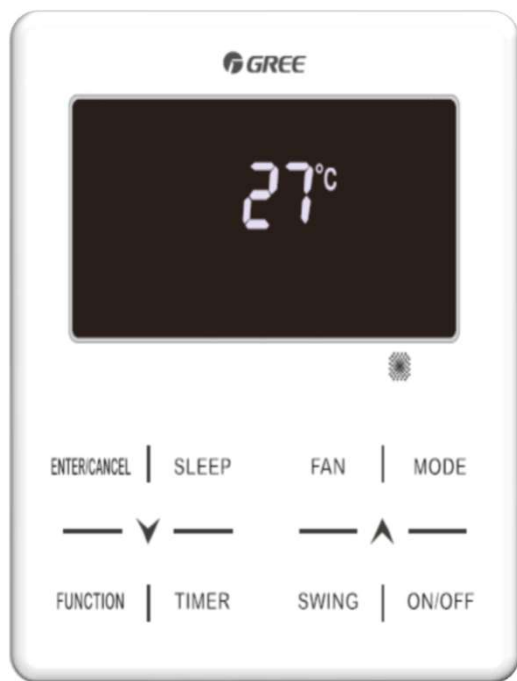 GREE
27°C
ENTER/CANCEL SLEEP FAN MODE
FUNCTION TIMER SWING ON/OFF